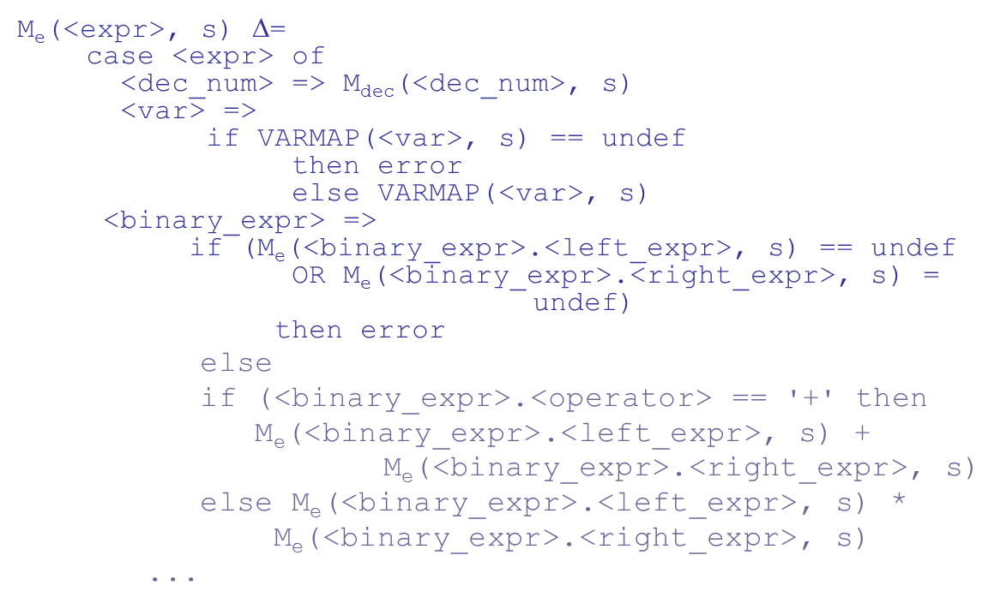 Me(<expr>, s) Δ=
case <expr> of
<dec_num> => Mdec(<dec_num>, s)
<var> =>
if VARMAP(<var>, s) == undef
then error
else VARMAP(<var>, s)
<binary_expr> =>
if (Me(<binary_expr>.<left_expr>, s) == undef
OR Me(<binary_expr>.<right_expr>, s) =
undef)
then error
else
if (<binary_expr>.<operator> == '+' then
Me(<binary_expr>.<left_expr>, s) +
Me(<binary_expr>.<right_expr>, s)
else Me(<binary_expr>.<left_expr>, s) *
Me(<binary_expr>.<right_expr>, s)
...